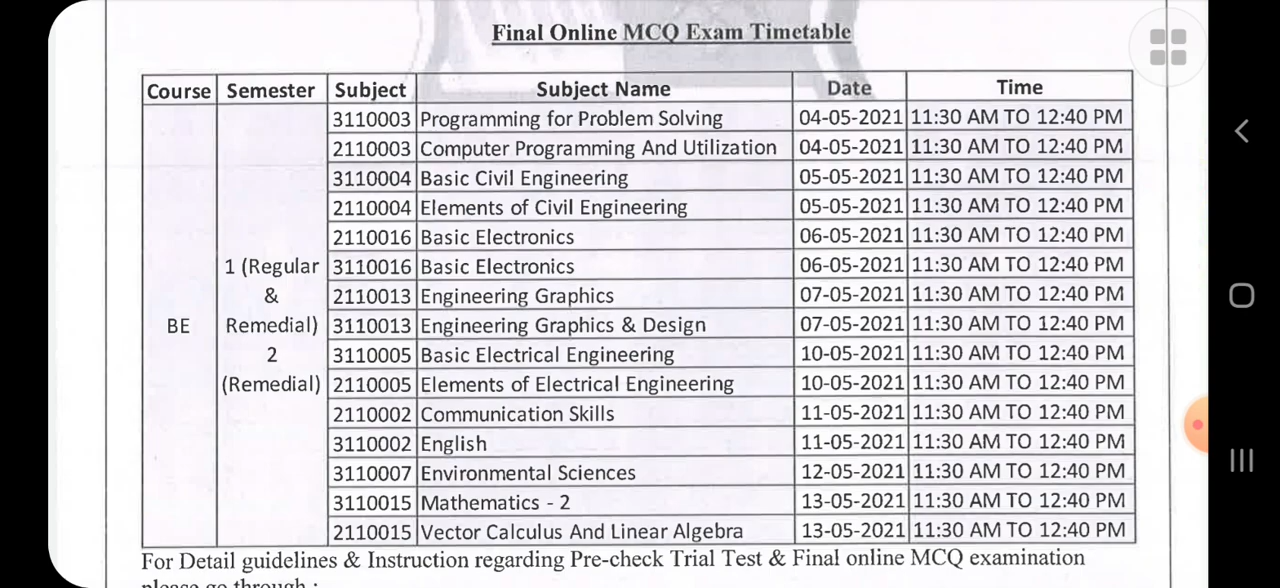 Final Online MCQ Exam Timetable
Course Semester Subject Subject Name Date Time
3110003 Programming for Problem Solving 04-05-2021 11:30 AM TO 12:40 PM
2110003 Computer Programming And Utilization 04-05-2021 11:30 AM TO 12:40 PM
3110004 Basic Civil Engineering 05-05-2021 11:30 AM TO 12:40 PM
2110004 Elements of Civil Engineering 05-05-2021 11:30 AM TO 12:40 PM
2110016 Basic Electronics 06-05-2021 11:30 AM TO 12:40 PM
1 (Regular 3110016 Basic Electronics 06-05-2021 11:30 AM TO 12:40 PM
& 2110013 Engineering Graphics 07-05-2021 11:30 AM TO 12:40 PM
BE Remedial) 3110013 Engineering Graphics & Design 07-05-2021 11:30 AM TO 12:40 PM
2 3110005 Basic Electrical Engineering 10-05-2021 11:30 AM TO 12:40 PM
(Remedial) 2110005 Elements of Electrical Engineering 10-05-2021 11:30 AM TO 12:40 PM
2110002 Communication Skills 11-05-2021 11:30 AM TO 12:40 PM
3110002 English 11-05-2021 11:30 AM TO 12:40 PM
3110007 Environmental Sciences 12-05-2021 11:30 AM TO 12:40 PM
3110015 Mathematics - 2 13-05-2021 11:30 AM TO 12:40 PM
2110015 Vector Calculus And Linear Algebra 13-05-2021 11:30 AM TO 12:40 PM
For Detail guidelines & Instruction regarding Pre-check Trial Test & Final online MCQ examination
please go through :